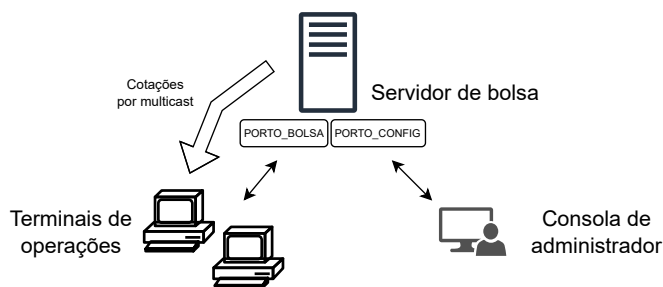 Cotações
por multicast
Servidor de bolsa
PORTO_BOLSA
PORTO_CONFIG
Terminais de
operações
Consola de
administrador